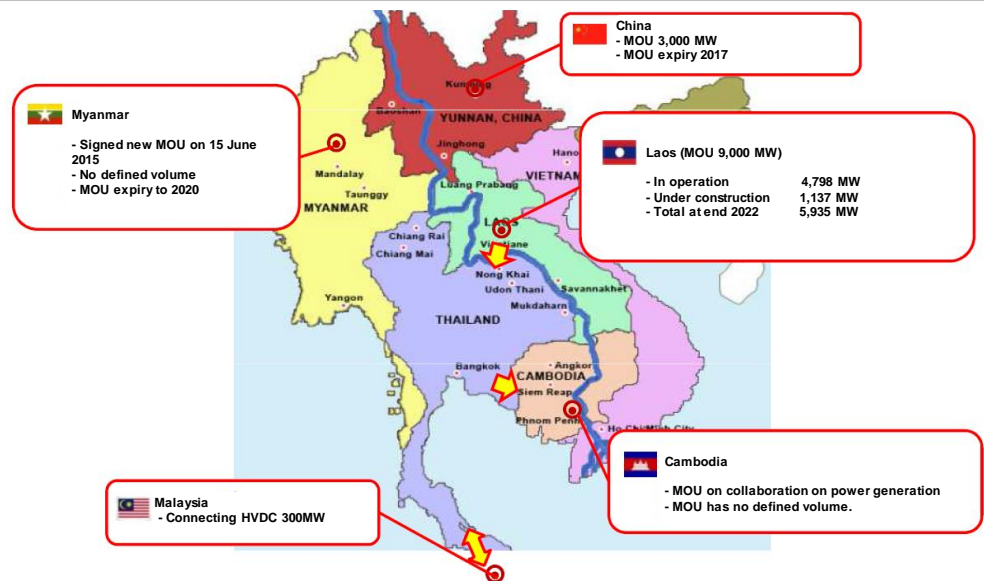 China
- MOU 3,000 MW
- MOU expiry 2017
Myanmar
- Signed new MOU on 15 June
2015
- No defined volume
- MOU expiry to 2020
Laos (MOU 9,000 MW)
- In operation 4,798 MW
- Under construction 1,137 MW
- Total at end 2022 5,935 MW
Baoshan
YUNNAN, CHINA
Jinghong
Hano
VIETNAM
Mandalay
Taunggy
MYANMAR
Luang Prabang
LAOS
Chiang Rai
Chiang Mai
Nong Khai
Udon Thani
Savannakhet
Mukdaharn
Yangon
THAILAND
Bangkok
Angkor
CAMBODIA
Siem Reap
Phnom Penh
Ho Chi Minh City
Cambodia
- MOU on collaboration on power generation
- MOU has no defined volume.
Malaysia
- Connecting HVDC 300MW